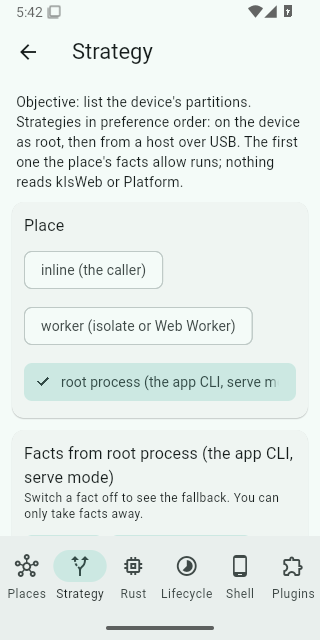 5:42
Strategy
Objective: list the device's partitions.
Strategies in preference order: on the device
as root, then from a host over USB. The first
one the place's facts allow runs; nothing
reads kIsWeb or Platform.
Place
inline (the caller)
worker (isolate or Web Worker)
root process (the app CLI, serve m
Facts from root process (the app CLI,
serve mode)
Switch a fact off to see the fallback. You can
only take facts away.
Places
Strategy
Rust
Lifecycle
Shell
Plugins